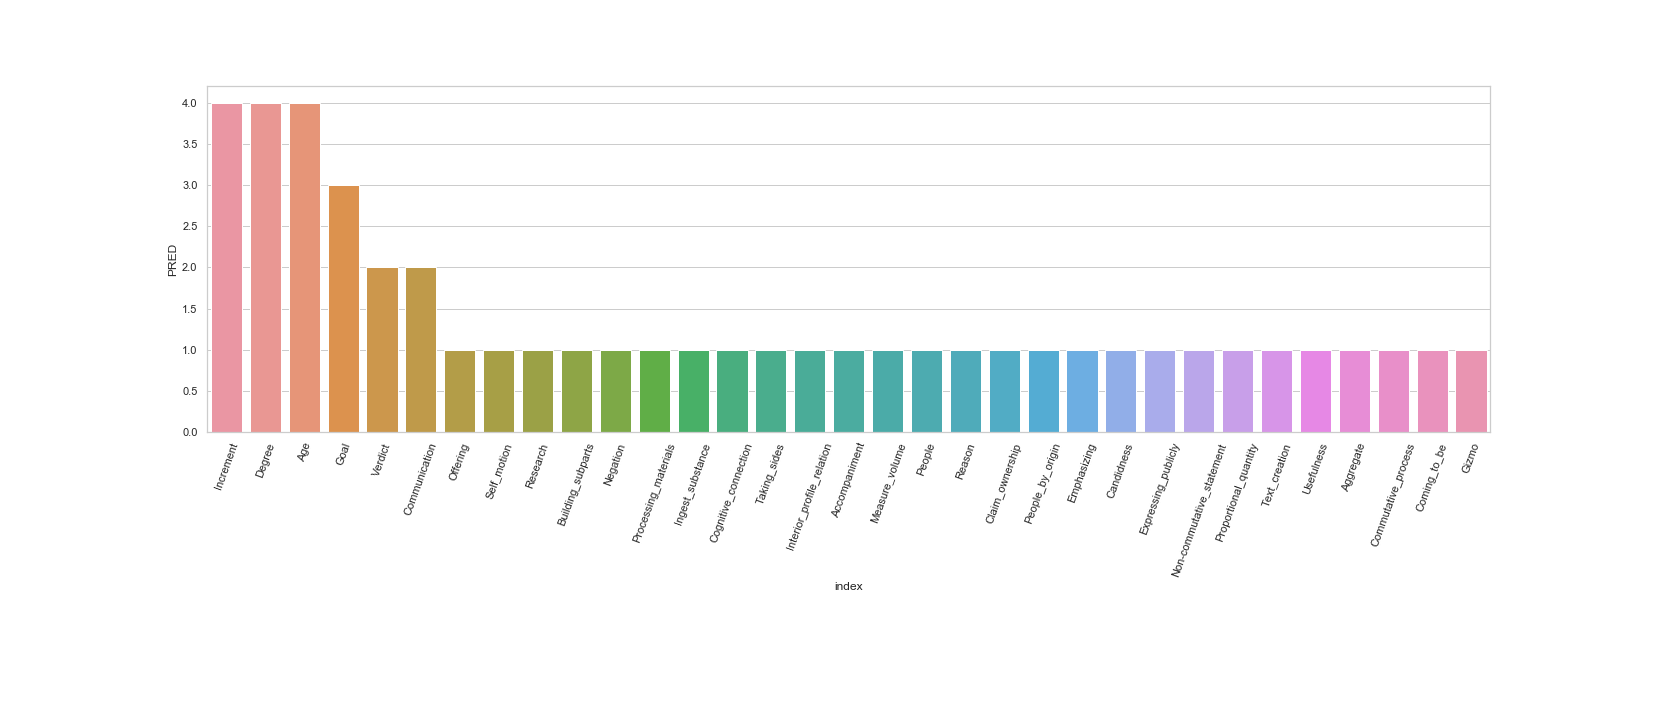 4.0
3.5
3.0
2.5
2.0
1.5
1.0
0.5
0.0
PRED
Increment
Degree
Age
Goal
Verdict
Communication
Offering
Self_motion
Research
Building_subparts
Negation
Processing_materials
Ingest_substance
Cognitive_connection
Taking_sides
Interior_profile_relation
Accompaniment
Measure_volume
People
Reason
Claim_ownership
People_by_origin
Emphasizing
Candidness
Expressing_publicly
Non-commutative_statement
Proportional_quantity
Text_creation
Usefulness
Aggregate
Commutative_process
Coming_to_be
Gizmo
index